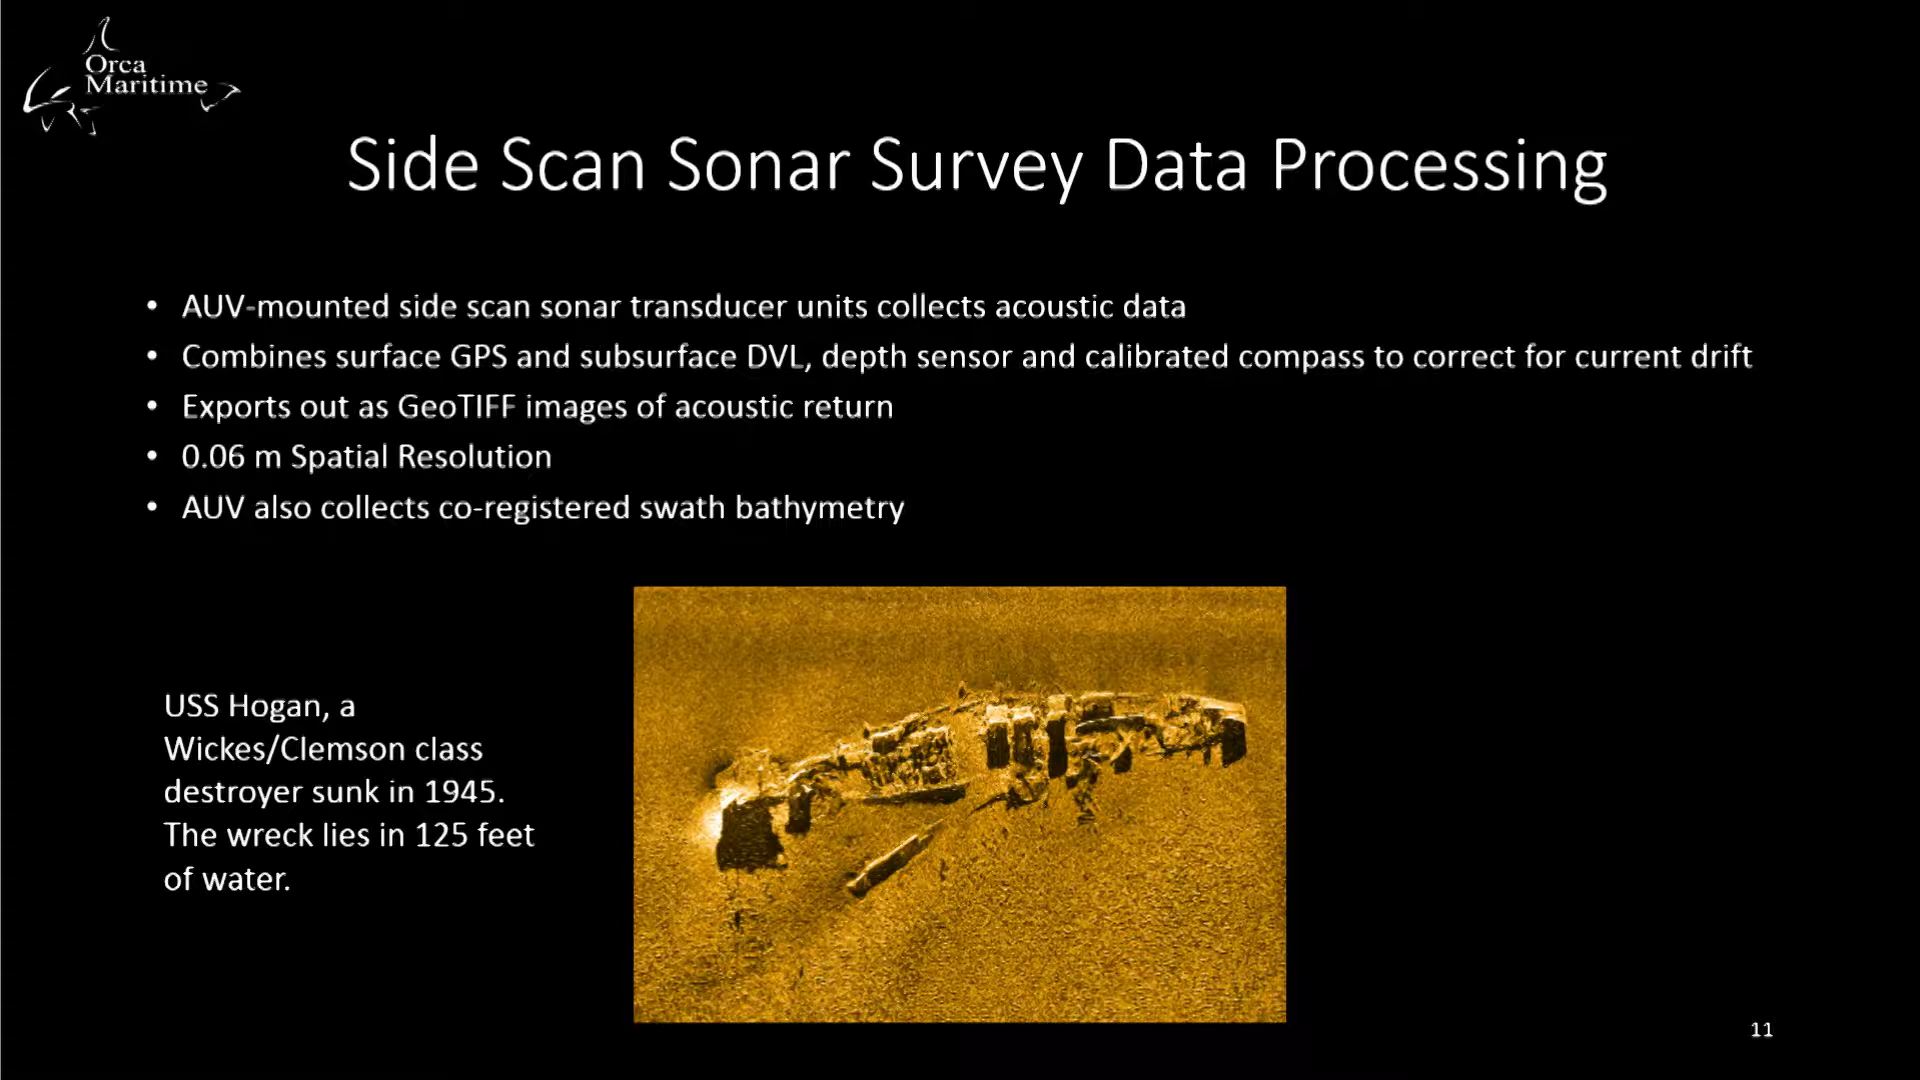 Orca
Maritime
Side Scan Sonar Survey Data Processing
• AUV-mounted side scan sonar transducer units collects acoustic data
• Combines surface GPS and subsurface DVL, depth sensor and calibrated compass to correct for current drift
• Exports out as GeoTIFF images of acoustic return
• 0.06 m Spatial Resolution
• AUV also collects co-registered swath bathymetry
USS Hogan, a
Wickes/Clemson class
destroyer sunk in 1945.
The wreck lies in 125 feet
of water.
11